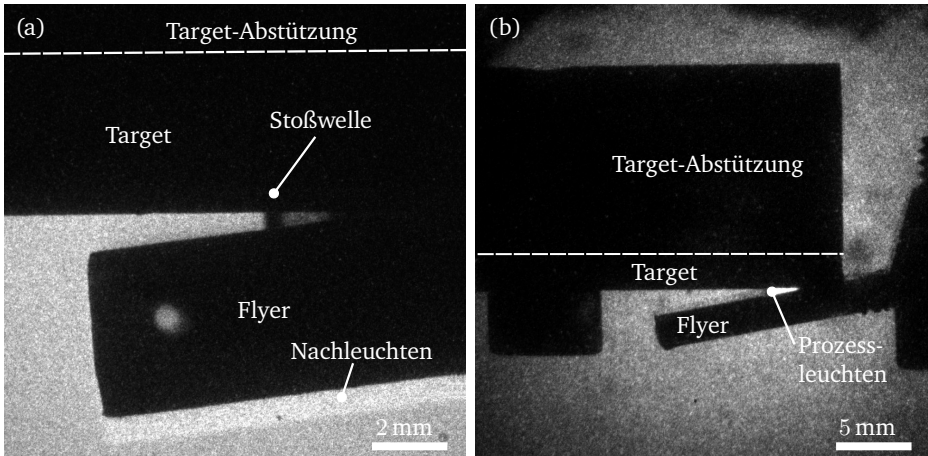 (a)
Target-Abstützung
Target
Stoßwelle
Flyer
Nachleuchten
2 mm
(b)
Target-Abstützung
Target
Flyer
Prozess-
leuchten
5 mm